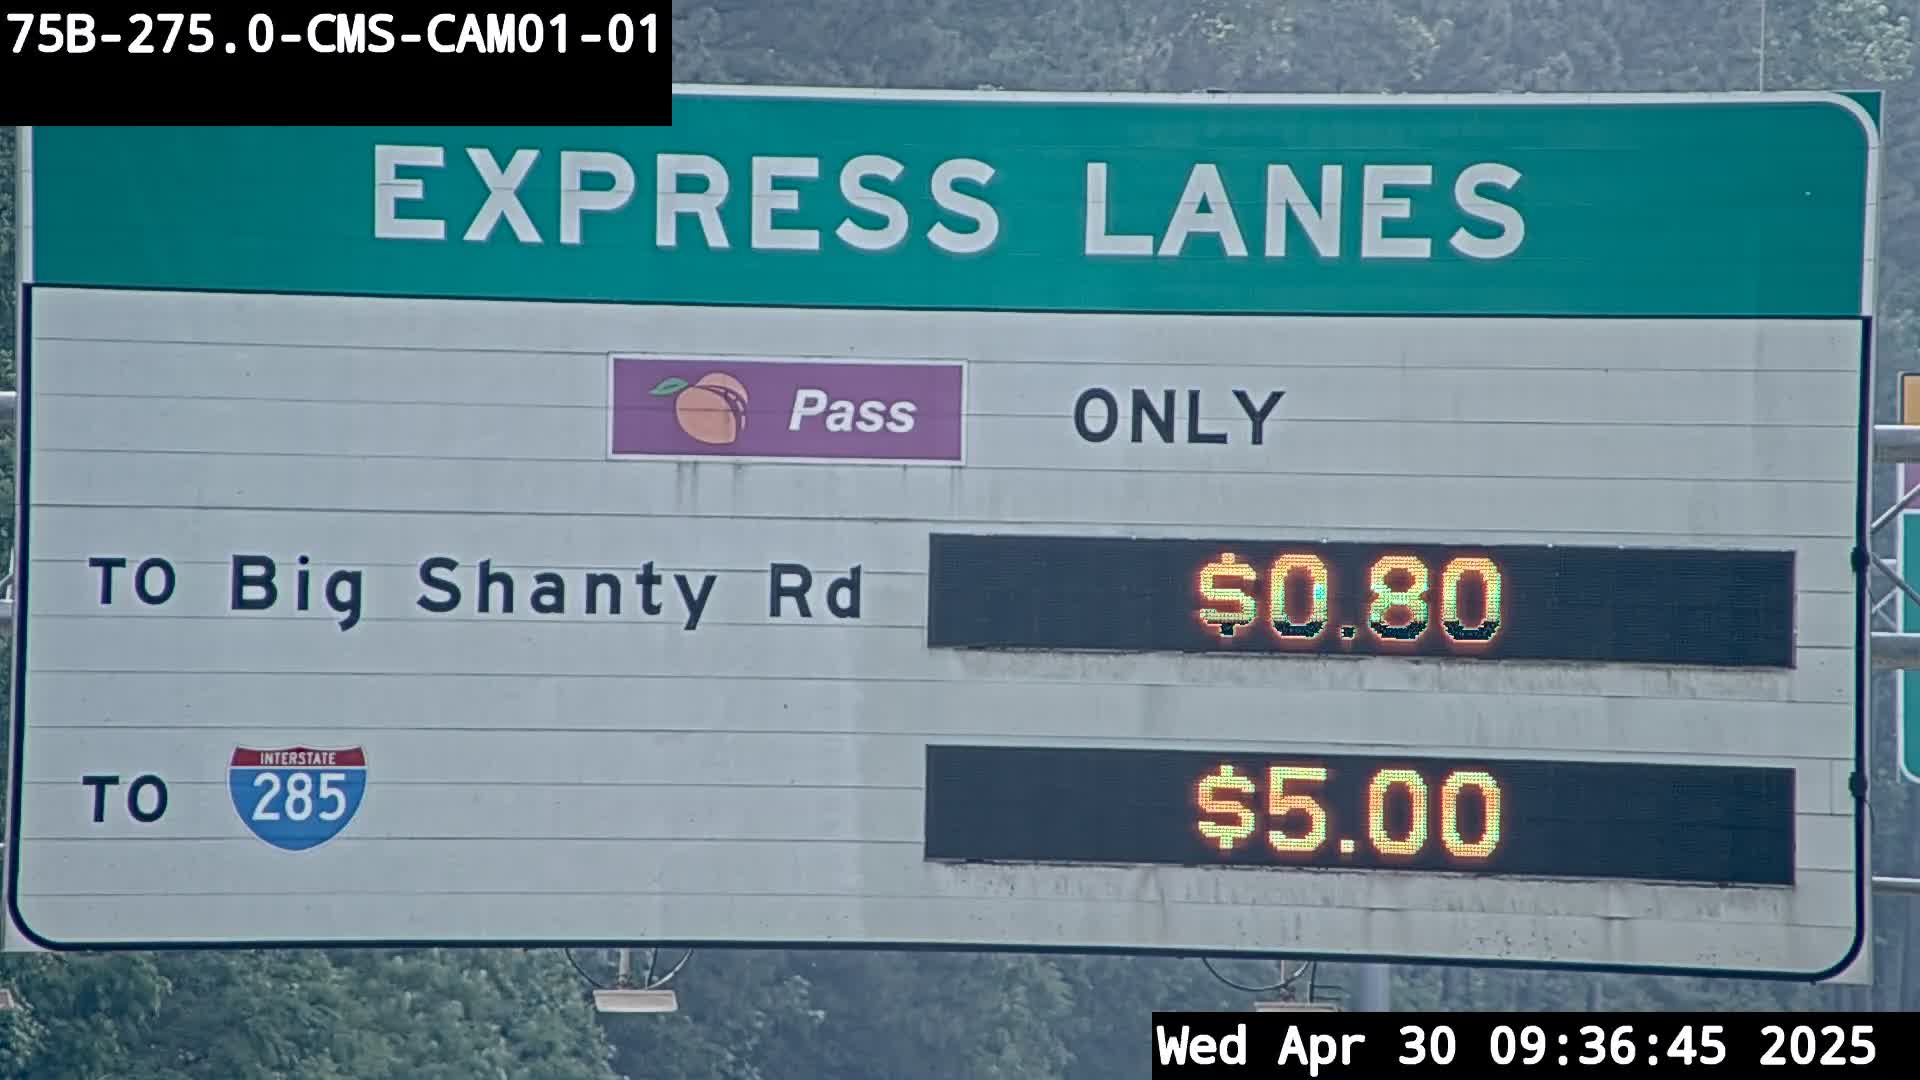 75B-275.0-CMS-CAM01-01
EXPRESS LANES
Pass ONLY
TO Big Shanty Rd $0.80
TO INTERSTATE 285 $5.00
Wed Apr 30 09:36:45 2025